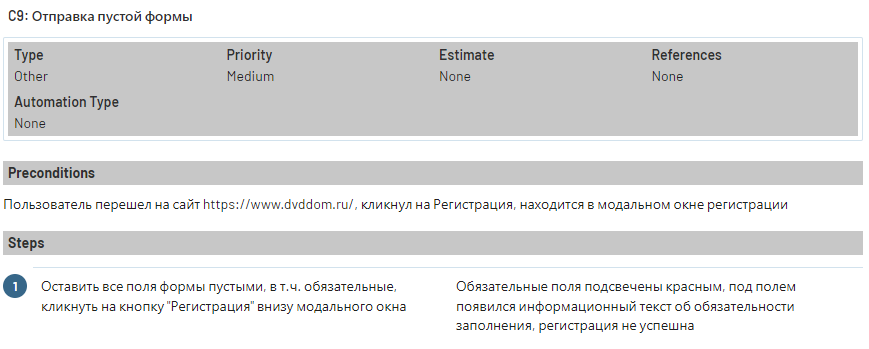 C9: Отправка пустой формы
Type Priority Estimate References
Other Medium None None
Automation Type
None
Preconditions
Пользователь перешел на сайт https://www.dvddom.ru/, кликнул на Регистрация, находится в модальном окне регистрации
Steps
1
Оставить все поля формы пустыми, в т.ч. обязательные,
кликнуть на кнопку "Регистрация" внизу модального окна
Обязательные поля подсвечены красным, под полем
появился информационный текст об обязательности
заполнения, регистрация не успешна